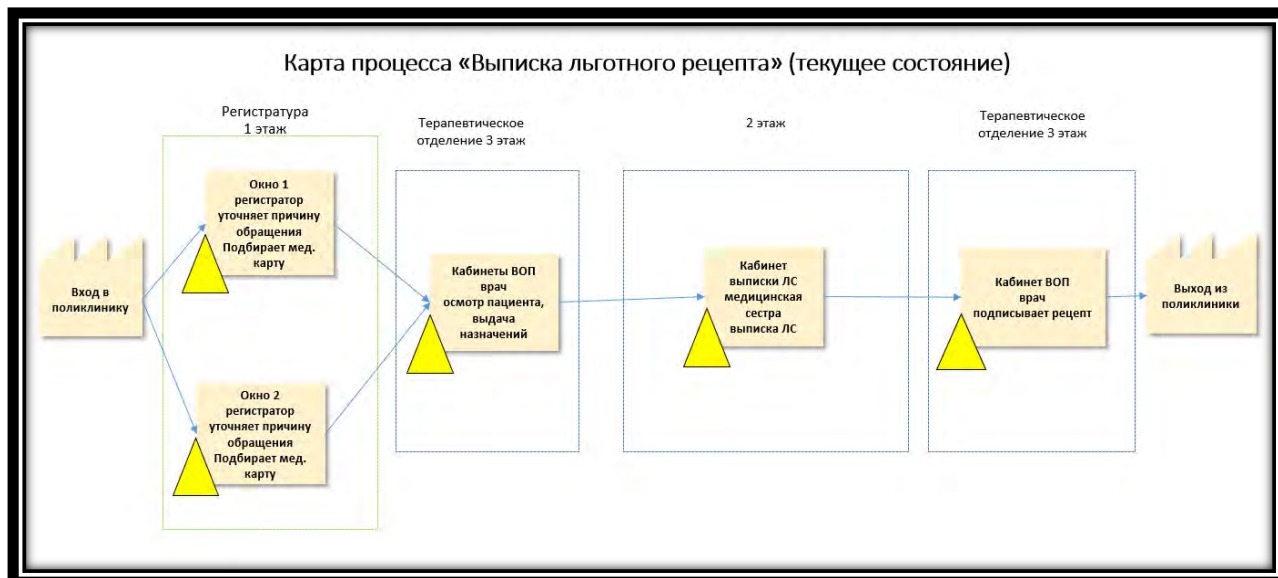 Карта процесса «Выписка льготного рецепта» (текущее состояние)
Регистратура
1 этаж
Терапевтическое
отделение 3 этаж
2 этаж
Терапевтическое
отделение 3 этаж
Вход в
поликлинику
Окно 1
регистратор
уточняет причину
обращения
Подбирает мед.
карту
Окно 2
регистратор
уточняет причину
обращения
Подбирает мед.
карту
Кабинеты ВОП
врач
осмотр пациента,
выдача
назначений
Кабинет
выписки ЛС
медицинская
сестра
выписка ЛС
Кабинет ВОП
врач
подписывает рецепт
Выход из
поликлиники